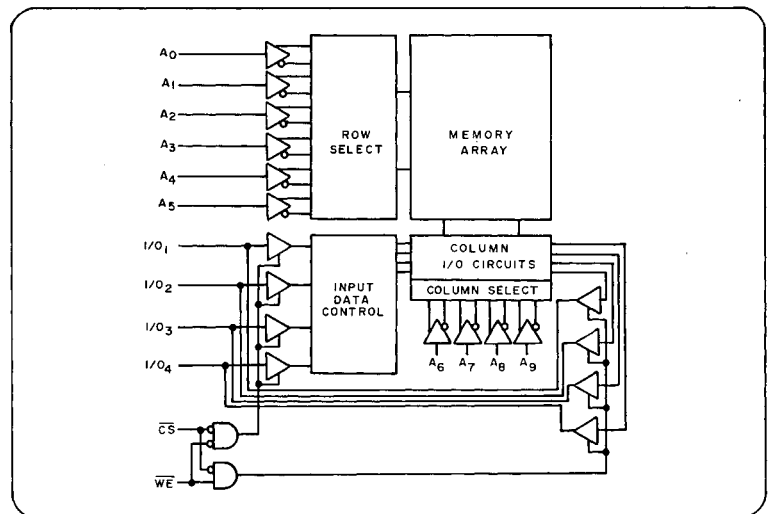 A0
A1
A2
A3
A4
A5
ROW
SELECT
MEMORY
ARRAY
I/O1
I/O2
I/O3
I/O4
INPUT
DATA
CONTROL
COLUMN
I/O CIRCUITS
COLUMN SELECT
A6 A7 A8 A9
CS
WE